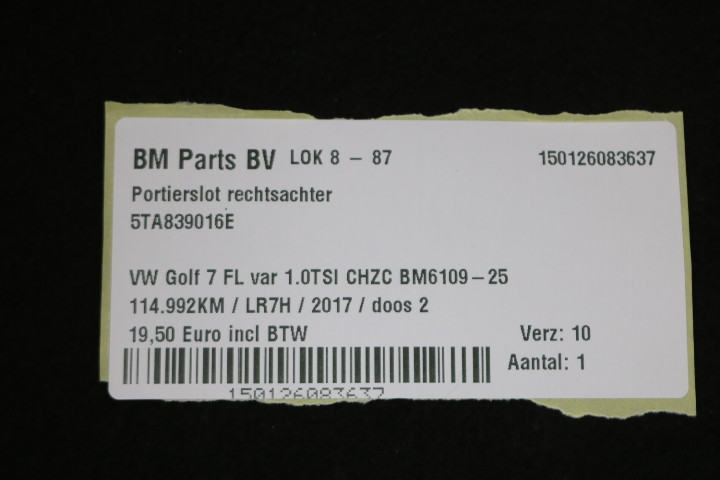 BM Parts BV LOK 8 - 87 150126083637
Portierslot rechtsachter
5TA839016E
VW Golf 7 FL var 1.0TSI CHZC BM6109-25
114.992KM / LR7H / 2017 / doos 2
19,50 Euro incl BTW Verz: 10
Aantal: 1
150126083637